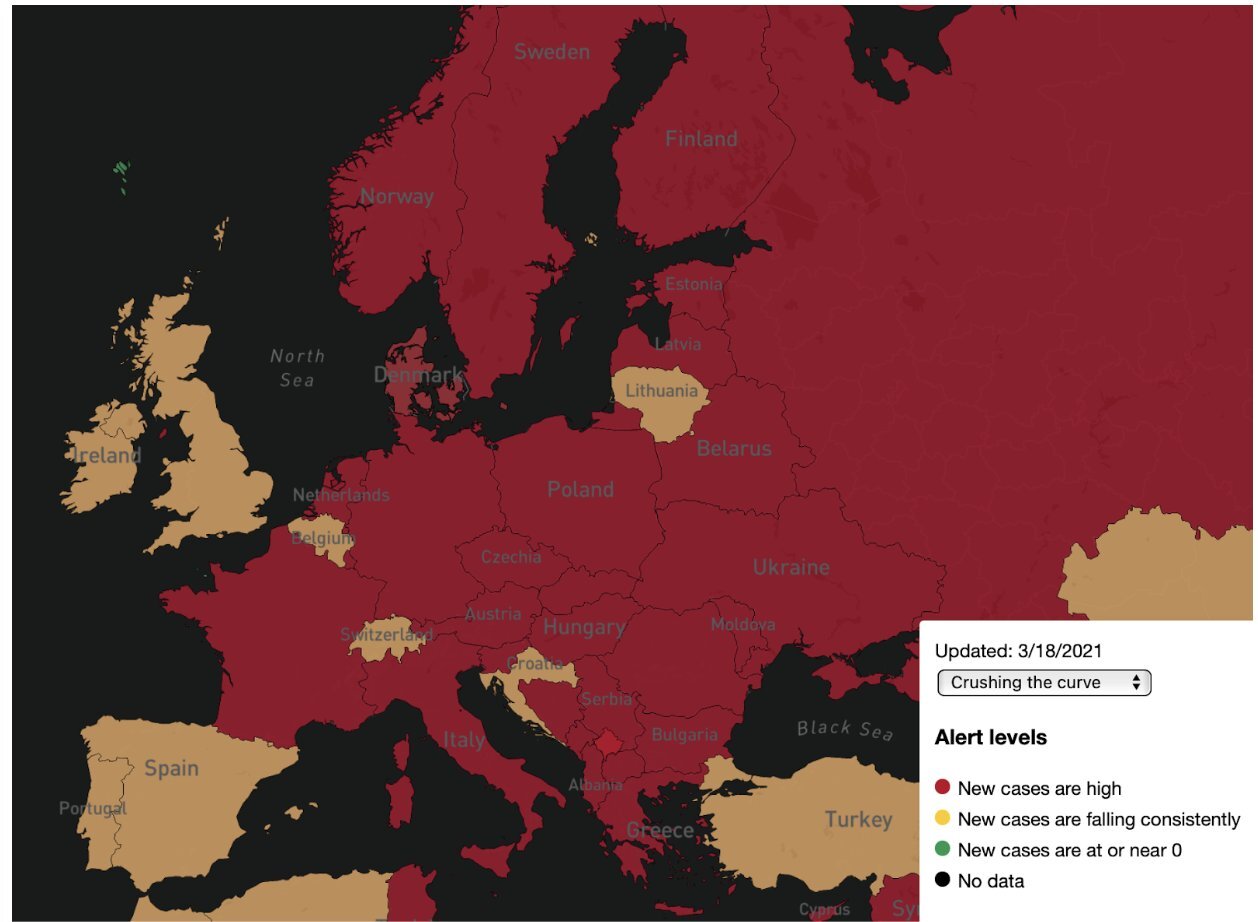 Sweden
Finland
Norway
Estonia
North
Sea
Latvia
Denmark
Lithuania
Ireland
Belarus
Netherlands
Poland
Belgium
Czechia
Ukraine
Austria
Switzerland
Hungary
Moldova
Croatia
Serbia
Italy
Bulgaria
Black Sea
Spain
Albania
Portugal
Greece
Turkey
Cyprus
Sy
Updated: 3/18/2021
Crushing the curve
Alert levels
New cases are high
New cases are falling consistently
New cases are at or near 0
No data